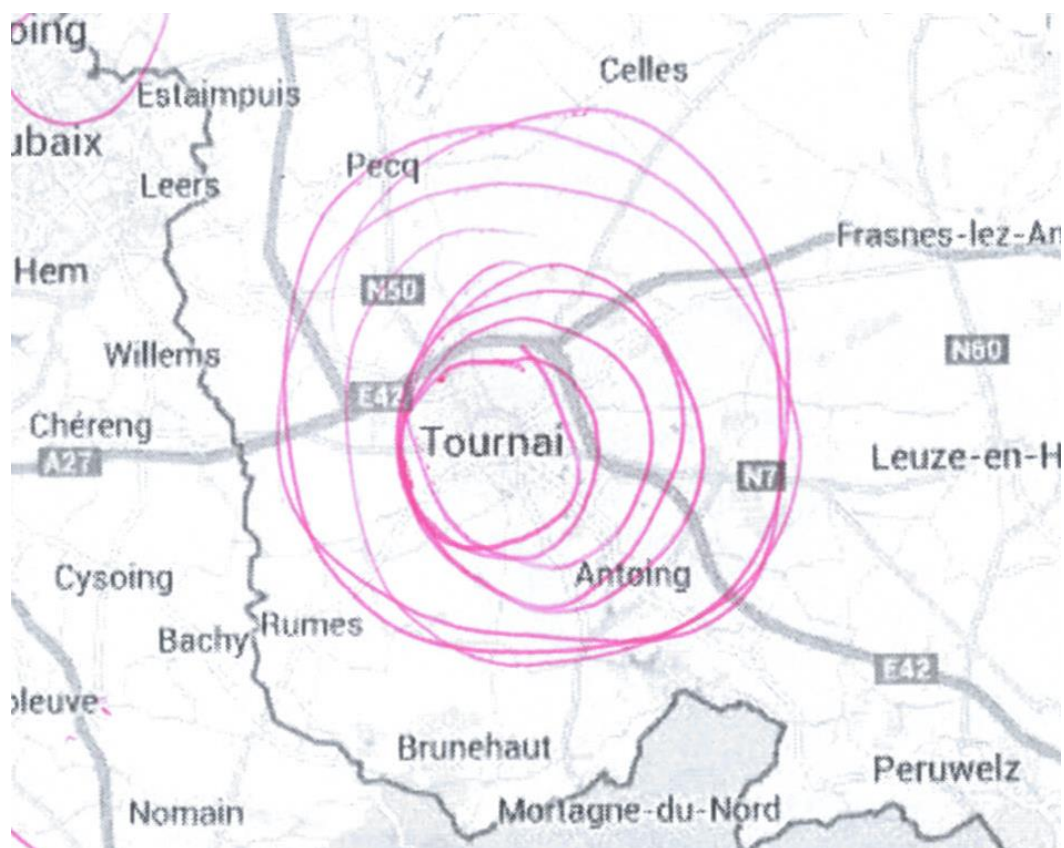 Celles
Estaimpuis
ubaix
Pecq
Leers
Frasnes-lez-An
Hem
N50
Willems
N60
E42
Chéreng
Tournai
A27
N7
Leuze-en-H
Cysoing
Antoing
Rumes
Bachy
E42
Brunehaut
Peruwelz
Nomain
Mortagne-du-Nord